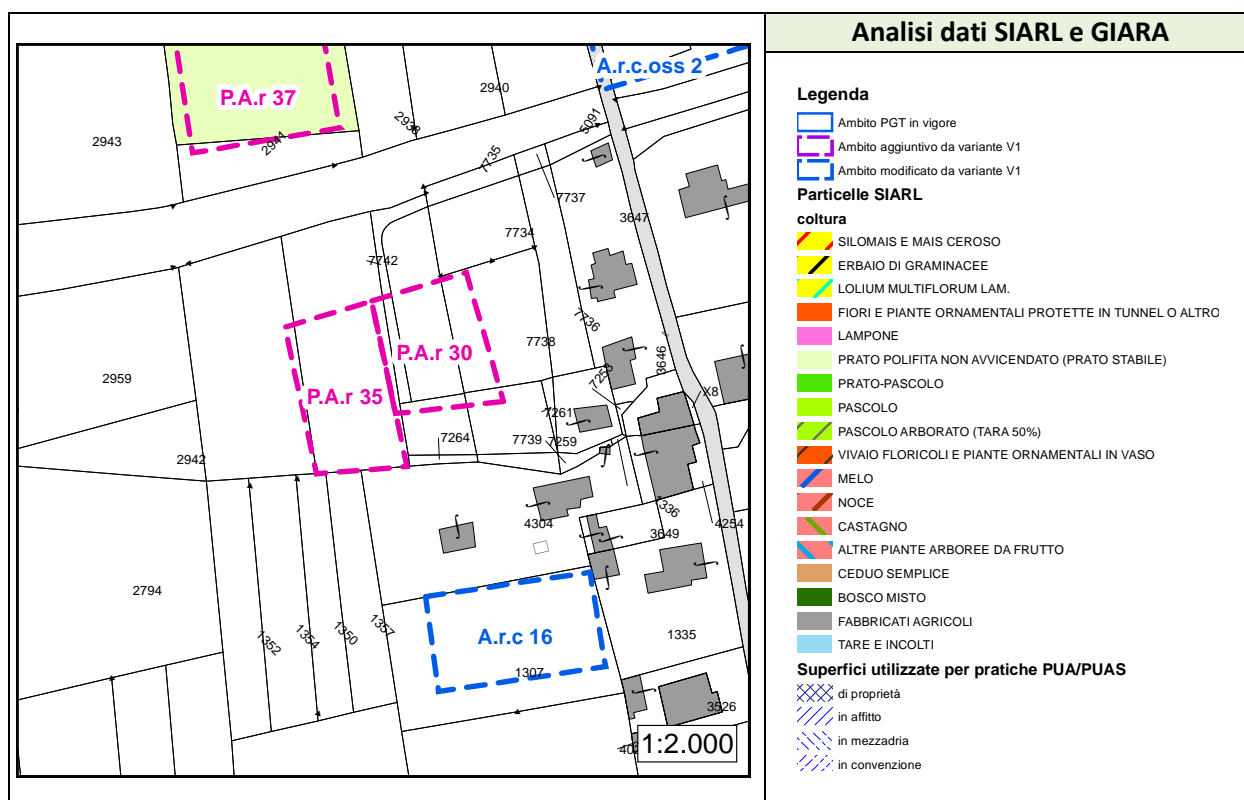 Analisi dati SIARL e GIARA
A.r.c.oss 2
P.A.r 37
2940
2938
5091
2943
2941
7735
7737
3647
7734
7742
7736
7738
3646
P.A.r 30
2959
7253
P.A.r 35
X8
7261
7264
7739
7259
2942
1336
4304
4254
3649
2794
1352
1354
1350
1357
A.r.c 16
1335
1307
3526
1:2.000
Legenda
Ambito PGT in vigore
Ambito aggiuntivo da variante V1
Ambito modificato da variante V1
Particelle SIARL
coltura
SILOMAIS E MAIS CEROSO
ERBAIO DI GRAMINACEE
LOLIUM MULTIFLORUM LAM.
FIORI E PIANTE ORNAMENTALI PROTETTE IN TUNNEL O ALTRO
LAMPONE
PRATO POLIFITA NON AVVICENDATO (PRATO STABILE)
PRATO-PASCOLO
PASCOLO
PASCOLO ARBORATO (TARA 50%)
VIVAIO FLORICOLI E PIANTE ORNAMENTALI IN VASO
MELO
NOCE
CASTAGNO
ALTRE PIANTE ARBOREE DA FRUTTO
CEDUO SEMPLICE
BOSCO MISTO
FABBRICATI AGRICOLI
TARE E INCOLTI
Superfici utilizzate per pratiche PUA/PUAS
di proprietà
in affitto
in mezzadria
in convenzione